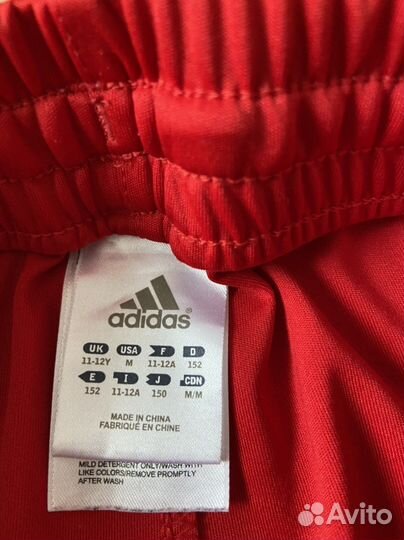 adidas
UK USA F D
11-12Y M 11-12A 152
E I J CDN
152 11-12A 150 M/M
MADE IN CHINA
FABRIQUÉ EN CHINE
MILD DETERGENT ONLY/WASH WITH
LIKE COLORS/REMOVE PROMPTLY
AFTER WASH
Avito